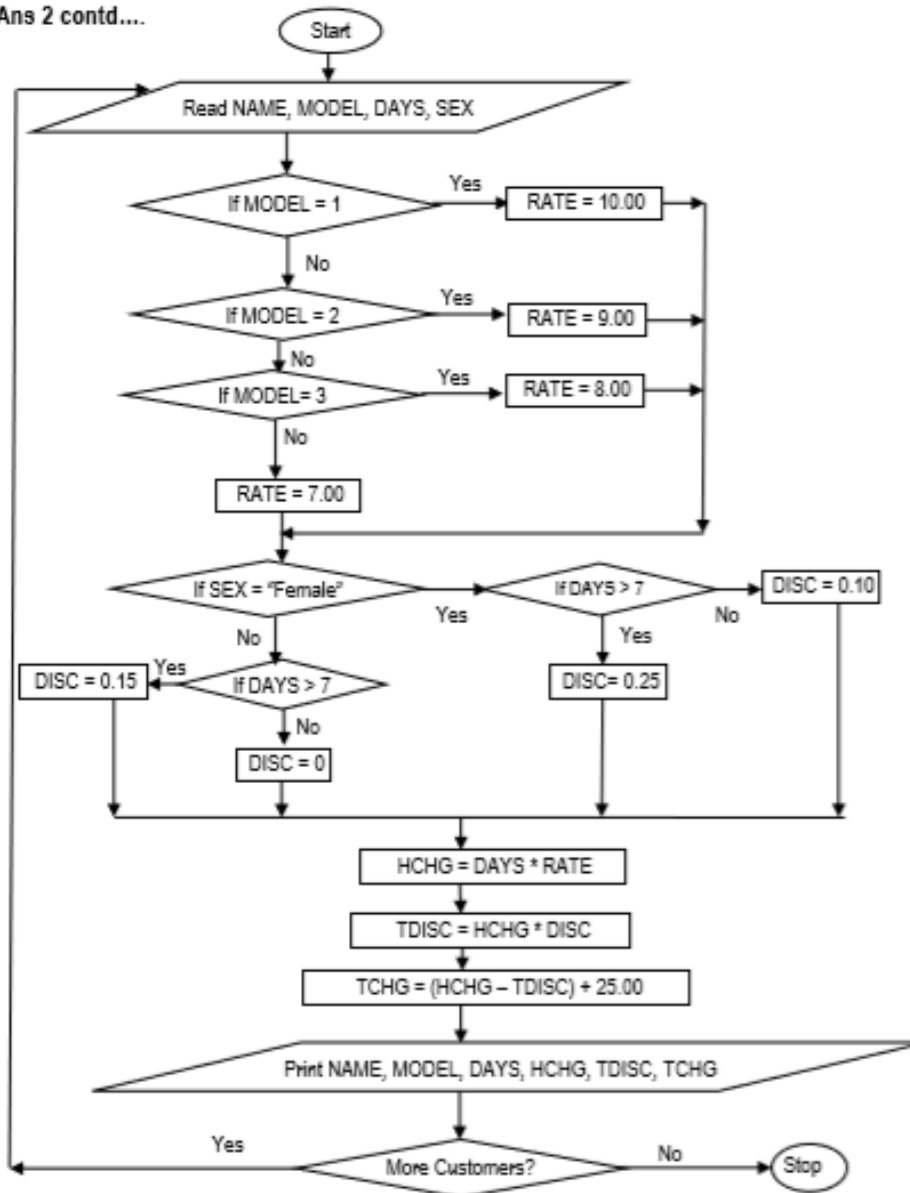 Ans 2 contd....
Start
Read NAME, MODEL, DAYS, SEX
If MODEL = 1
Yes
RATE = 10.00
No
If MODEL = 2
Yes
RATE = 9.00
No
If MODEL= 3
Yes
RATE = 8.00
No
RATE = 7.00
If SEX = "Female"
Yes
If DAYS > 7
No
DISC = 0.10
No
Yes
DISC = 0.15
Yes
If DAYS > 7
DISC= 0.25
No
DISC = 0
HCHG = DAYS * RATE
TDISC = HCHG * DISC
TCHG = (HCHG – TDISC) + 25.00
Print NAME, MODEL, DAYS, HCHG, TDISC, TCHG
Yes
More Customers?
No
Stop